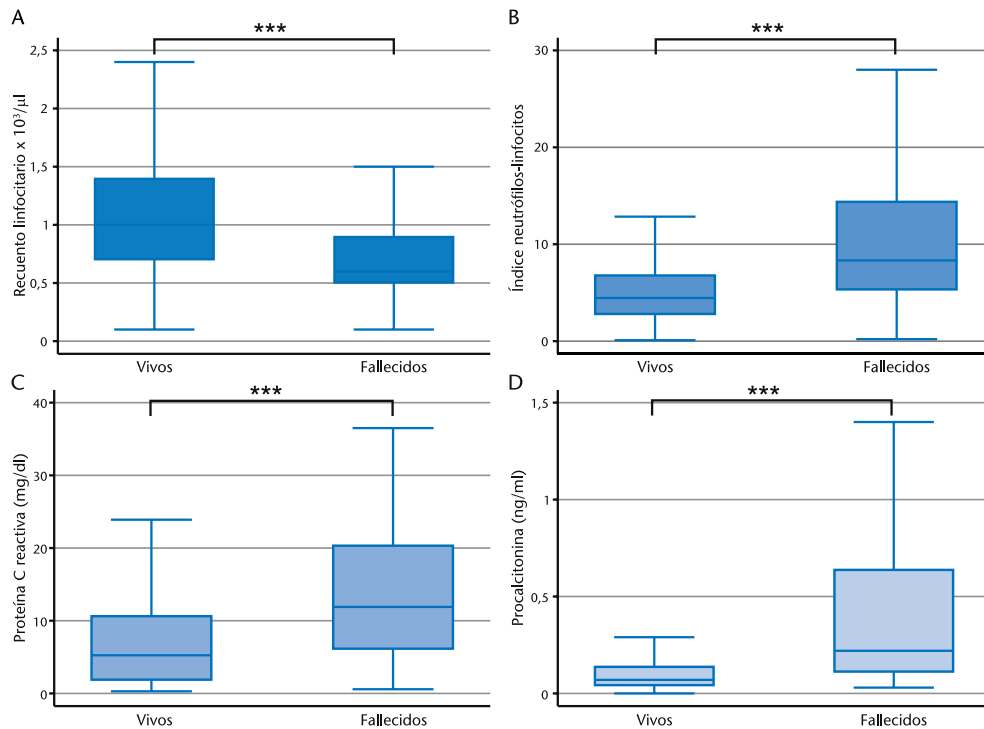 A
***
Recuento linfocitario x 10³/µl
2,5
2
1,5
1
0,5
0
Vivos
Fallecidos
B
***
Índice neutrófilos-linfocitos
30
20
10
0
Vivos
Fallecidos
C
***
Proteína C reactiva (mg/dl)
40
30
20
10
0
Vivos
Fallecidos
D
***
Procalcitonina (ng/ml)
1,5
1
0,5
0
Vivos
Fallecidos